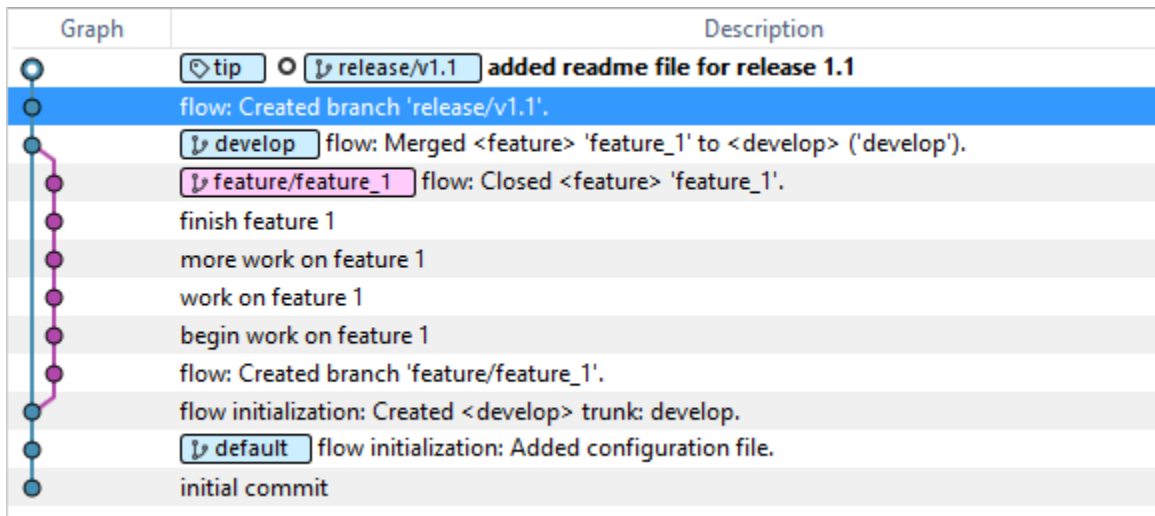 Graph Description
tip release/v1.1 added readme file for release 1.1
flow: Created branch 'release/v1.1'.
develop flow: Merged <feature> 'feature_1' to <develop> ('develop').
feature/feature_1 flow: Closed <feature> 'feature_1'.
finish feature 1
more work on feature 1
work on feature 1
begin work on feature 1
flow: Created branch 'feature/feature_1'.
flow initialization: Created <develop> trunk: develop.
default flow initialization: Added configuration file.
initial commit